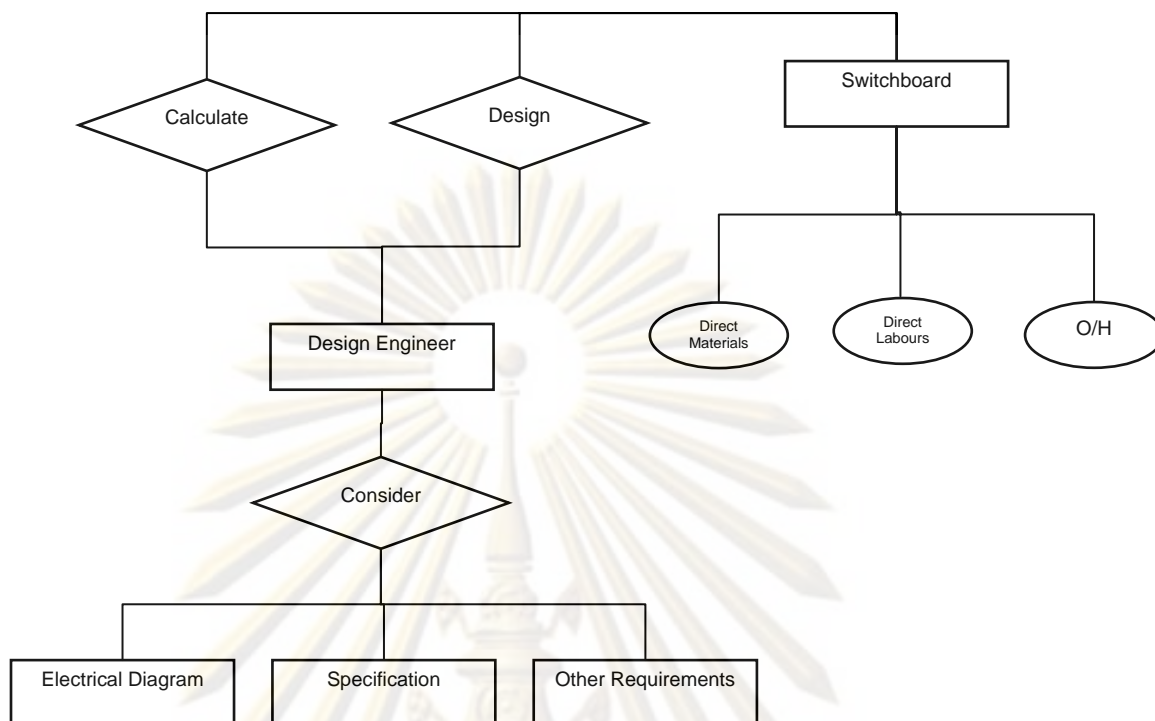 Switchboard
Calculate
Design
Direct
Materials
Direct
Labours
O/H
Design Engineer
Consider
Electrical Diagram
Specification
Other Requirements